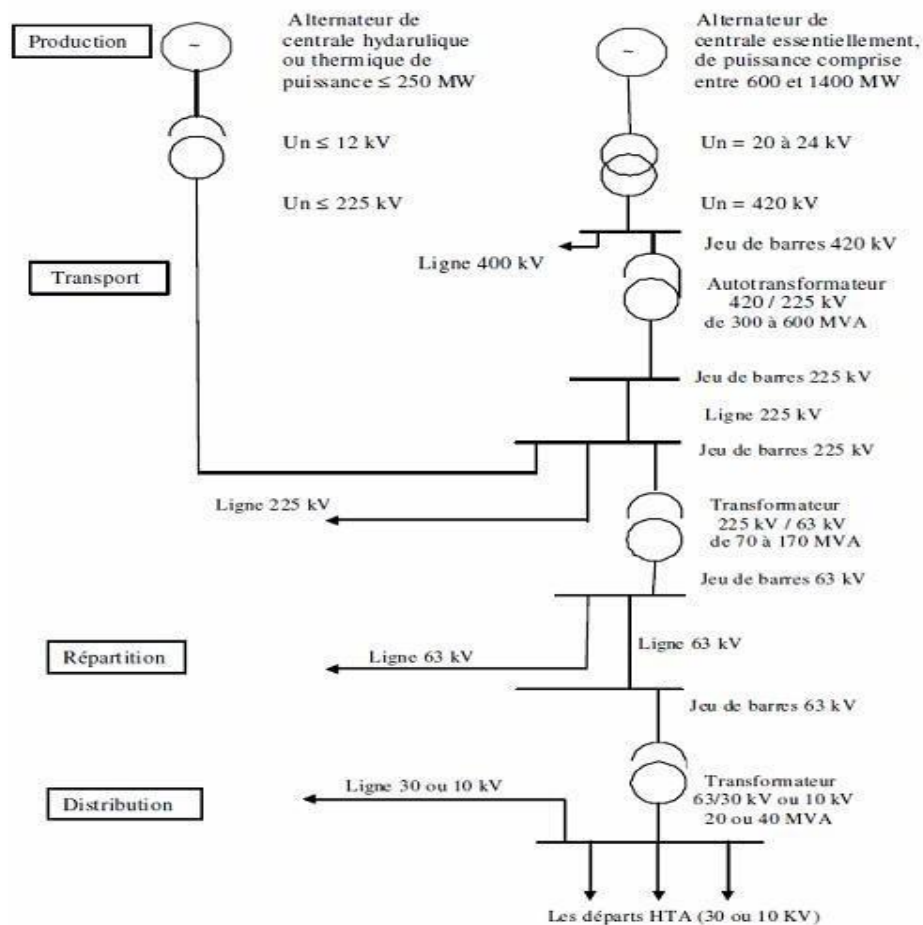 Production
~
Alternateur de
centrale hydarulique
ou thermique de
puissance ≤ 250 MW
~
Alternateur de
centrale essentiellement,
de puissance comprise
entre 600 et 1400 MW
Un ≤ 12 kV
Un = 20 à 24 kV
Un ≤ 225 kV
Un = 420 kV
Jeu de barres 420 kV
Ligne 400 kV
Transport
Autotransformateur
420 / 225 kV
de 300 à 600 MVA
Jeu de barres 225 kV
Ligne 225 kV
Jeu de barres 225 kV
Ligne 225 kV
Transformateur
225 kV / 63 kV
de 70 à 170 MVA
Jeu de barres 63 kV
Répartition
Ligne 63 kV
Ligne 63 kV
Jeu de barres 63 kV
Distribution
Ligne 30 ou 10 kV
Transformateur
63/30 kV ou 10 kV
20 ou 40 MVA
Les départs HTA (30 ou 10 KV)